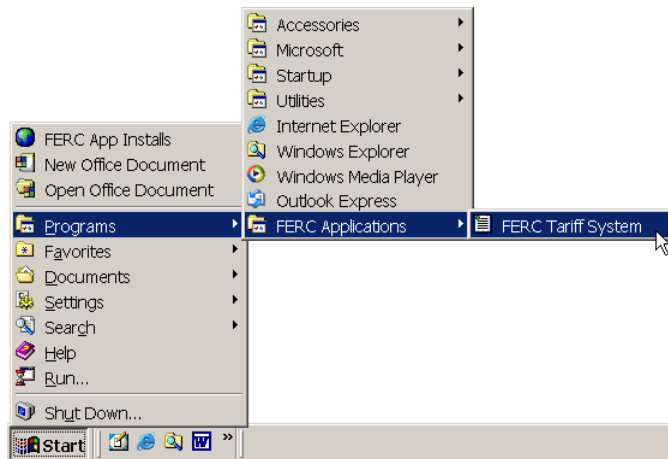 Accessories
Microsoft
Startup
Utilities
Internet Explorer
Windows Explorer
Windows Media Player
Outlook Express
FERC Applications
FERC Tariff System
FERC App Installs
New Office Document
Open Office Document
Programs
Favorites
Documents
Settings
Search
Help
Run...
Shut Down...
Start
W
»